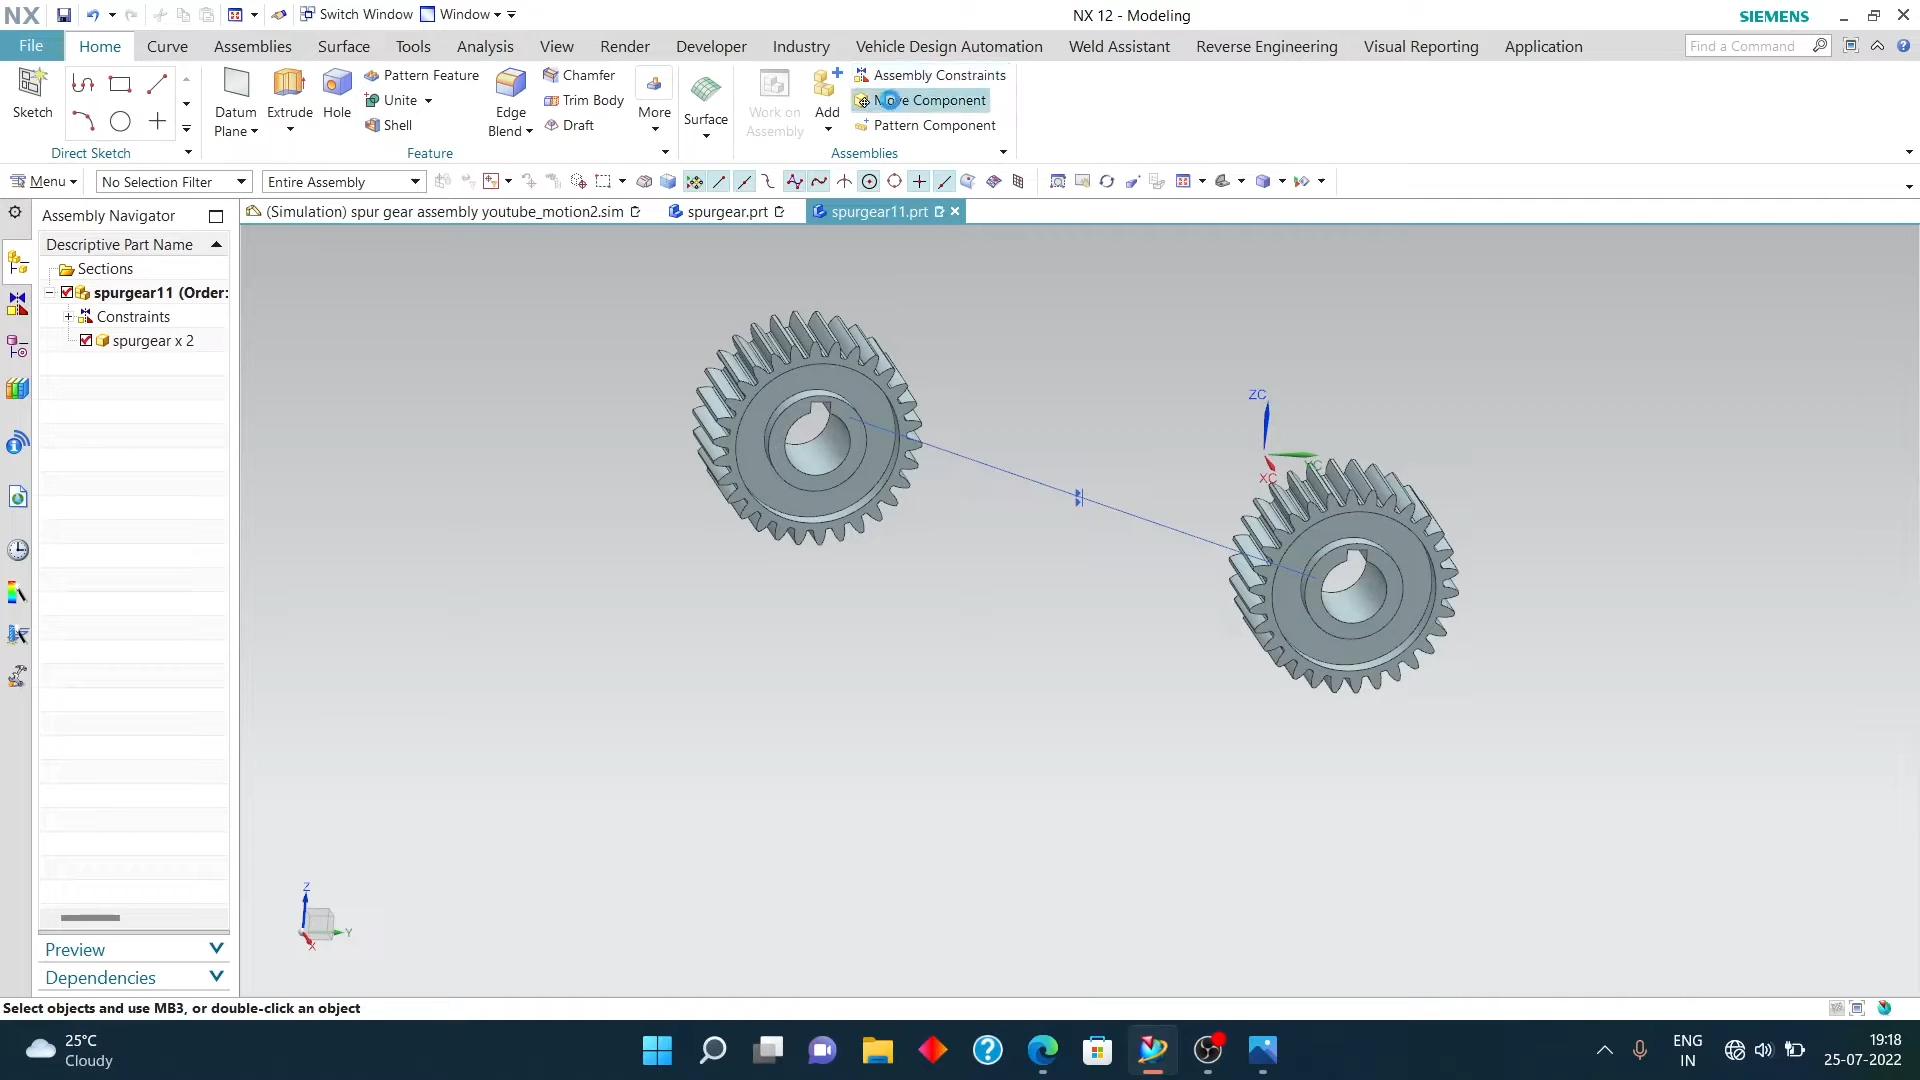 NX
Switch Window
Window
NX 12 - Modeling
SIEMENS
File
Home
Curve
Assemblies
Surface
Tools
Analysis
View
Render
Developer
Industry
Vehicle Design Automation
Weld Assistant
Reverse Engineering
Visual Reporting
Application
Find a Command
Sketch
Direct Sketch
Datum
Plane
Extrude
Hole
Pattern Feature
Unite
Shell
Edge
Blend
Chamfer
Trim Body
Draft
More
Feature
Surface
Work on
Assembly
Add
Assembly Constraints
Move Component
Pattern Component
Assemblies
Menu
No Selection Filter
Entire Assembly
Assembly Navigator
(Simulation) spur gear assembly youtube_motion2.sim
spurgear.prt
spurgear11.prt
Descriptive Part Name
Sections
spurgear11 (Order:
Constraints
spurgear x 2
ZC
YC
XC
Z
Y
X
Preview
Dependencies
Select objects and use MB3, or double-click an object
25°C
Cloudy
ENG
IN
19:18
25-07-2022